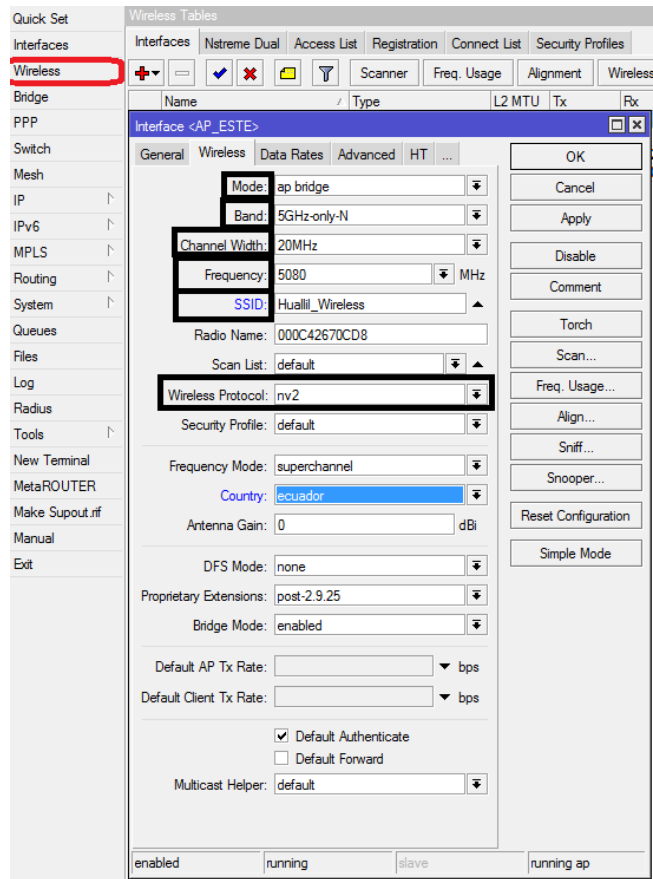 Quick Set
Interfaces
Wireless
Bridge
PPP
Switch
Mesh
IP
IPv6
MPLS
Routing
System
Queues
Files
Log
Radius
Tools
New Terminal
MetaROUTER
Make Supout.rif
Manual
Exit
Wireless Tables
Interfaces Nstreme Dual Access List Registration Connect List Security Profiles
Scanner Freq. Usage Alignment Wireless
Name / Type L2 MTU Tx Rx
Interface <AP_ESTE>
General Wireless Data Rates Advanced HT ...
Mode: ap bridge
Band: 5GHz-only-N
Channel Width: 20MHz
Frequency: 5080 MHz
SSID: Huallil_Wireless
Radio Name: 000C42670CD8
Scan List: default
Wireless Protocol: nv2
Security Profile: default
Frequency Mode: superchannel
Country: ecuador
Antenna Gain: 0 dBi
DFS Mode: none
Proprietary Extensions: post-2.9.25
Bridge Mode: enabled
Default AP Tx Rate: bps
Default Client Tx Rate: bps
Default Authenticate
Default Forward
Multicast Helper: default
OK
Cancel
Apply
Disable
Comment
Torch
Scan...
Freq. Usage...
Align...
Sniff...
Snooper...
Reset Configuration
Simple Mode
enabled running slave running ap